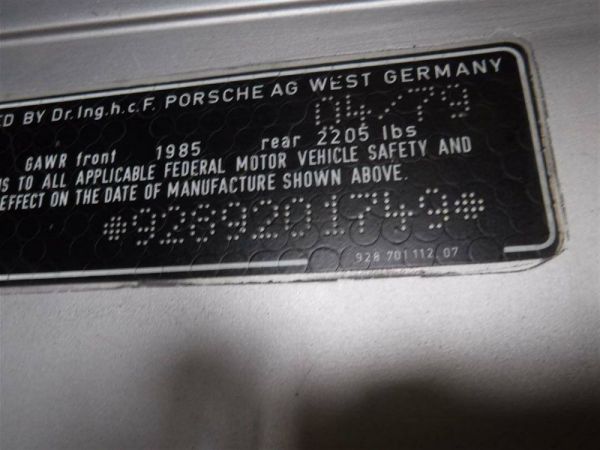 ED BY Dr.Ing.h.c.F. PORSCHE AG WEST GERMANY
04/79
GAWR front 1985 rear 2205 lbs
S TO ALL APPLICABLE FEDERAL MOTOR VEHICLE SAFETY AND
EFFECT ON THE DATE OF MANUFACTURE SHOWN ABOVE.
*9289201749*
928 701 112 07